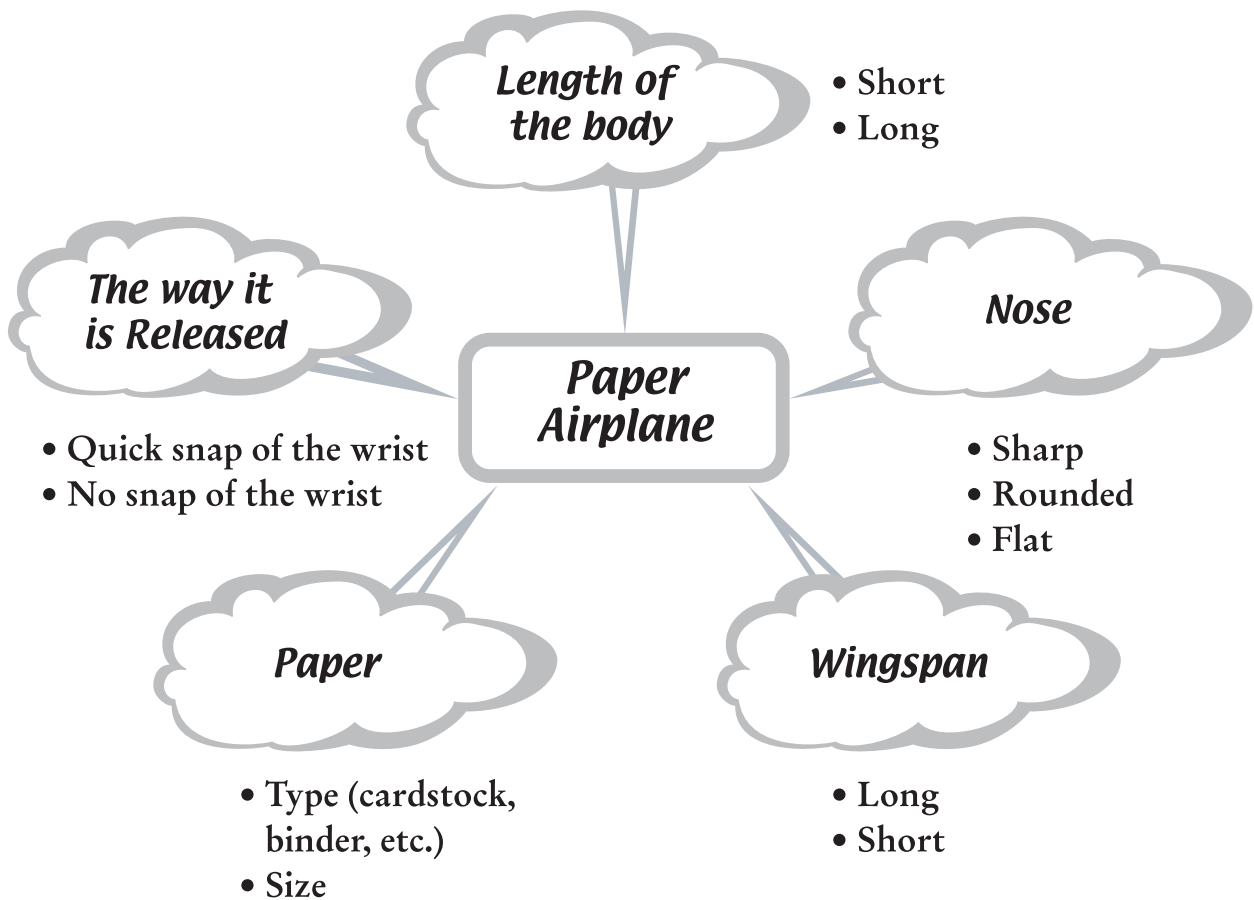 Length of
the body
• Short
• Long
The way it
is Released
• Quick snap of the wrist
• No snap of the wrist
Paper
Airplane
Nose
• Sharp
• Rounded
• Flat
Paper
• Type (cardstock,
binder, etc.)
• Size
Wingspan
• Long
• Short